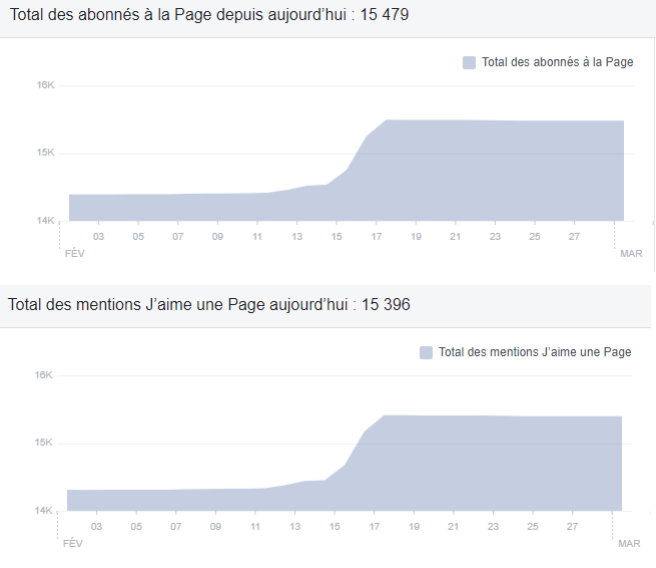 Total des abonnés à la Page depuis aujourd’hui : 15 479
Total des abonnés à la Page
16K
15K
14K
03 05 07 09 11 13 15 17 19 21 23 25 27
FÉV MAR
Total des mentions J’aime une Page aujourd’hui : 15 396
Total des mentions J’aime une Page
16K
15K
14K
03 05 07 09 11 13 15 17 19 21 23 25 27
FÉV MAR